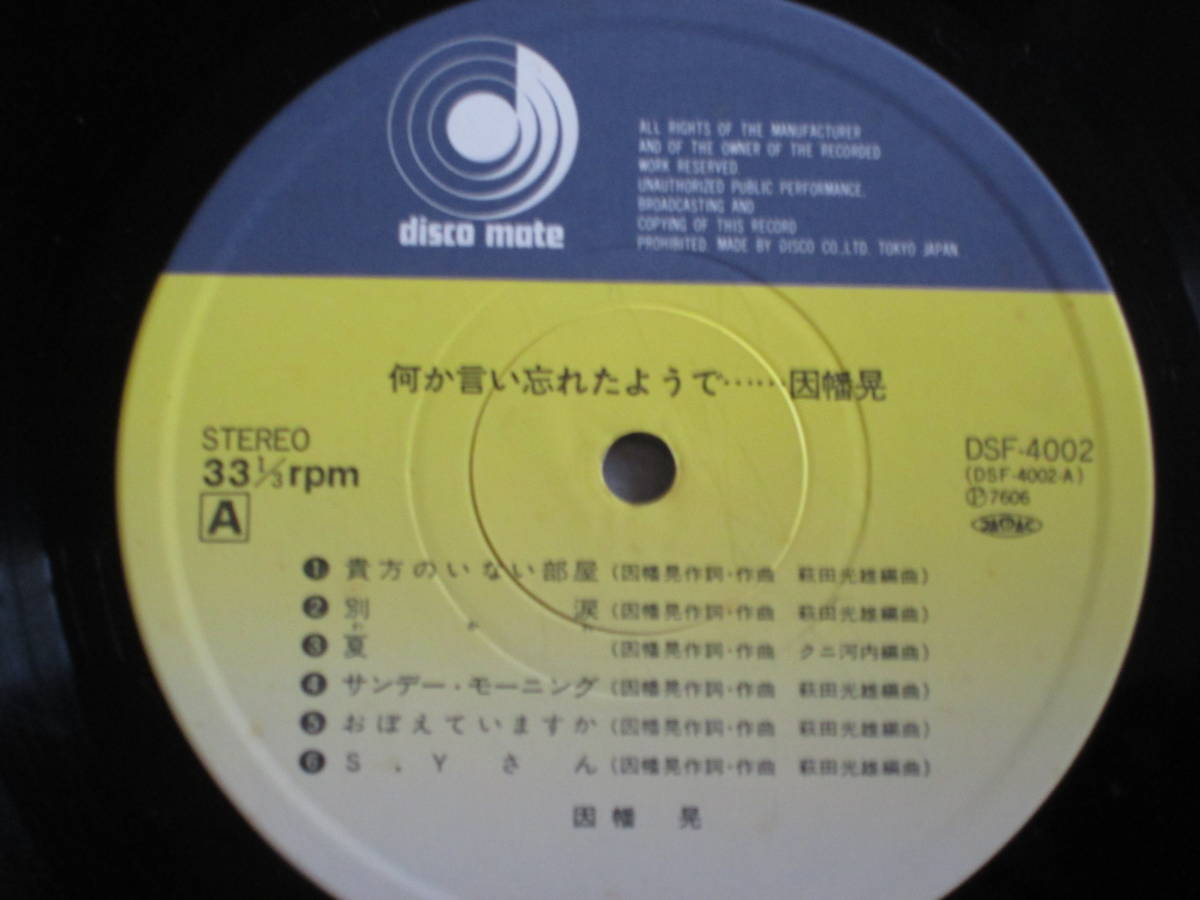 disco mate
ALL RIGHTS OF THE MANUFACTURER
AND OF THE OWNER OF THE RECORDED
WORK RESERVED.
UNAUTHORIZED PUBLIC PERFORMANCE.
BROADCASTING AND
COPYING OF THIS RECORD
PROHIBITED. MADE BY DISCO CO.,LTD. TOKYO JAPAN.
何か言い忘れたようで……因幡晃
STEREO
33 1/3 rpm
A
DSF-4002
(DSF-4002-A)
Ⓟ7606
❶ 貴方のいない部屋 (因幡晃作詞・作曲 萩田光雄編曲)
❷ 別涙 (因幡晃作詞・作曲 萩田光雄編曲)
わかれ
❸ 夏 (因幡晃作詞・作曲 クニ河内編曲)
❹ サンデー・モーニング (因幡晃作詞・作曲 萩田光雄編曲)
❺ おぼえていますか (因幡晃作詞・作曲 萩田光雄編曲)
❻ S.Yさん (因幡晃作詞・作曲 萩田光雄編曲)
因幡 晃